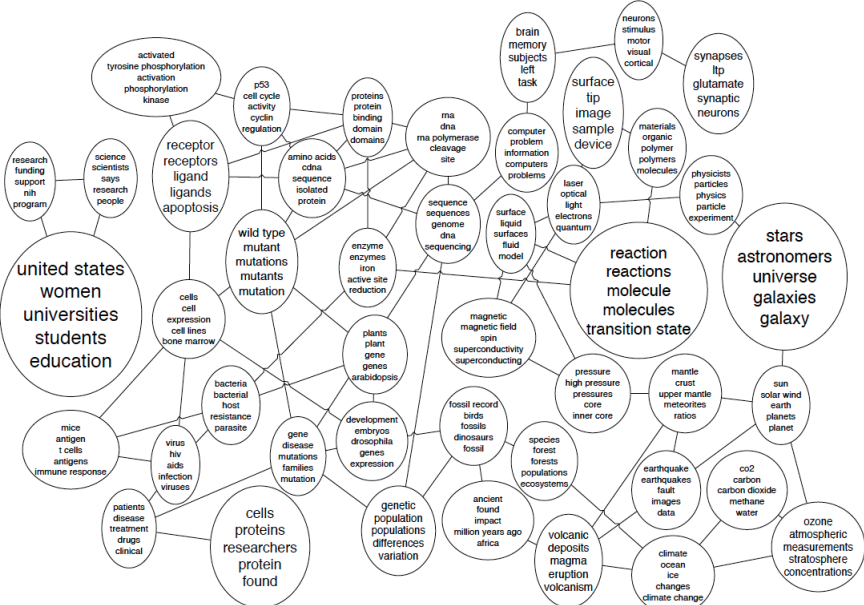 neurons
stimulus
motor
visual
cortical
brain
memory
subjects
left
task
synapses
ltp
glutamate
synaptic
neurons
activated
tyrosine phosphorylation
activation
phosphorylation
kinase
p53
cell cycle
activity
cyclin
regulation
proteins
protein
binding
domain
domains
rna
dna
rna polymerase
cleavage
site
surface
tip
image
sample
device
computer
problem
information
computers
problems
materials
organic
polymer
polymers
molecules
research
funding
support
nih
program
science
scientists
says
research
people
receptor
receptors
ligand
ligands
apoptosis
amino acids
cdna
sequence
isolated
protein
sequence
sequences
genome
dna
sequencing
laser
optical
light
electrons
quantum
physicists
particles
physics
particle
experiment
surface
liquid
surfaces
fluid
model
wild type
mutant
mutations
mutants
mutation
enzyme
enzymes
iron
active site
reduction
reaction
reactions
molecule
molecules
transition state
stars
astronomers
universe
galaxies
galaxy
united states
women
universities
students
education
cells
cell
expression
cell lines
bone marrow
magnetic
magnetic field
spin
superconductivity
superconducting
plants
plant
gene
genes
arabidopsis
pressure
high pressure
pressures
core
inner core
mantle
crust
upper mantle
meteorites
ratios
sun
solar wind
earth
planets
planet
bacteria
bacterial
host
resistance
parasite
mice
antigen
t cells
antigens
immune response
virus
hiv
aids
infection
viruses
gene
disease
mutations
families
mutation
development
embryos
drosophila
genes
expression
fossil record
birds
fossils
dinosaurs
fossil
species
forest
forests
populations
ecosystems
earthquake
earthquakes
fault
images
data
co2
carbon
carbon dioxide
methane
water
patients
disease
treatment
drugs
clinical
cells
proteins
researchers
protein
found
genetic
population
populations
differences
variation
ancient
found
impact
million years ago
africa
volcanic
deposits
magma
eruption
volcanism
climate
ocean
ice
changes
climate change
ozone
atmospheric
measurements
stratosphere
concentrations